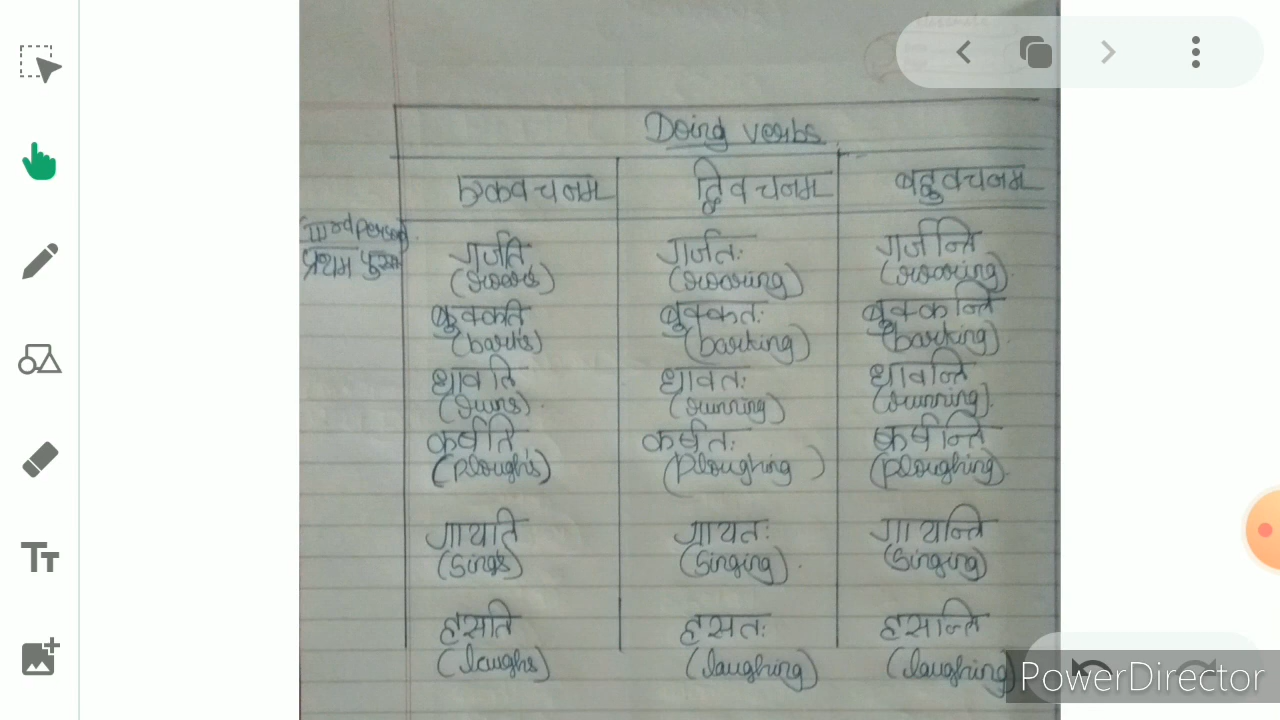 Doing verbs
एकवचनम द्विवचनम बहुवचनम
IIIrd person
प्रथम पुरुष
गर्जति गर्जतः गर्जन्ति
(roars) (roaring) (roaring).
बुक्कति बुक्कतः बुक्कन्ति
(barks) (barking) (barking).
धावति धावतः धावन्ति
(runs). (running) (running).
कर्षति कर्षतः कर्षन्ति
(Ploughs) (Ploughing) (Ploughing).
गायति गायतः गायन्ति
(Sings) (Singing). (Singing)
हसति हसतः हसन्ति
(laughs) (laughing) (laughing)
TT
PowerDirector